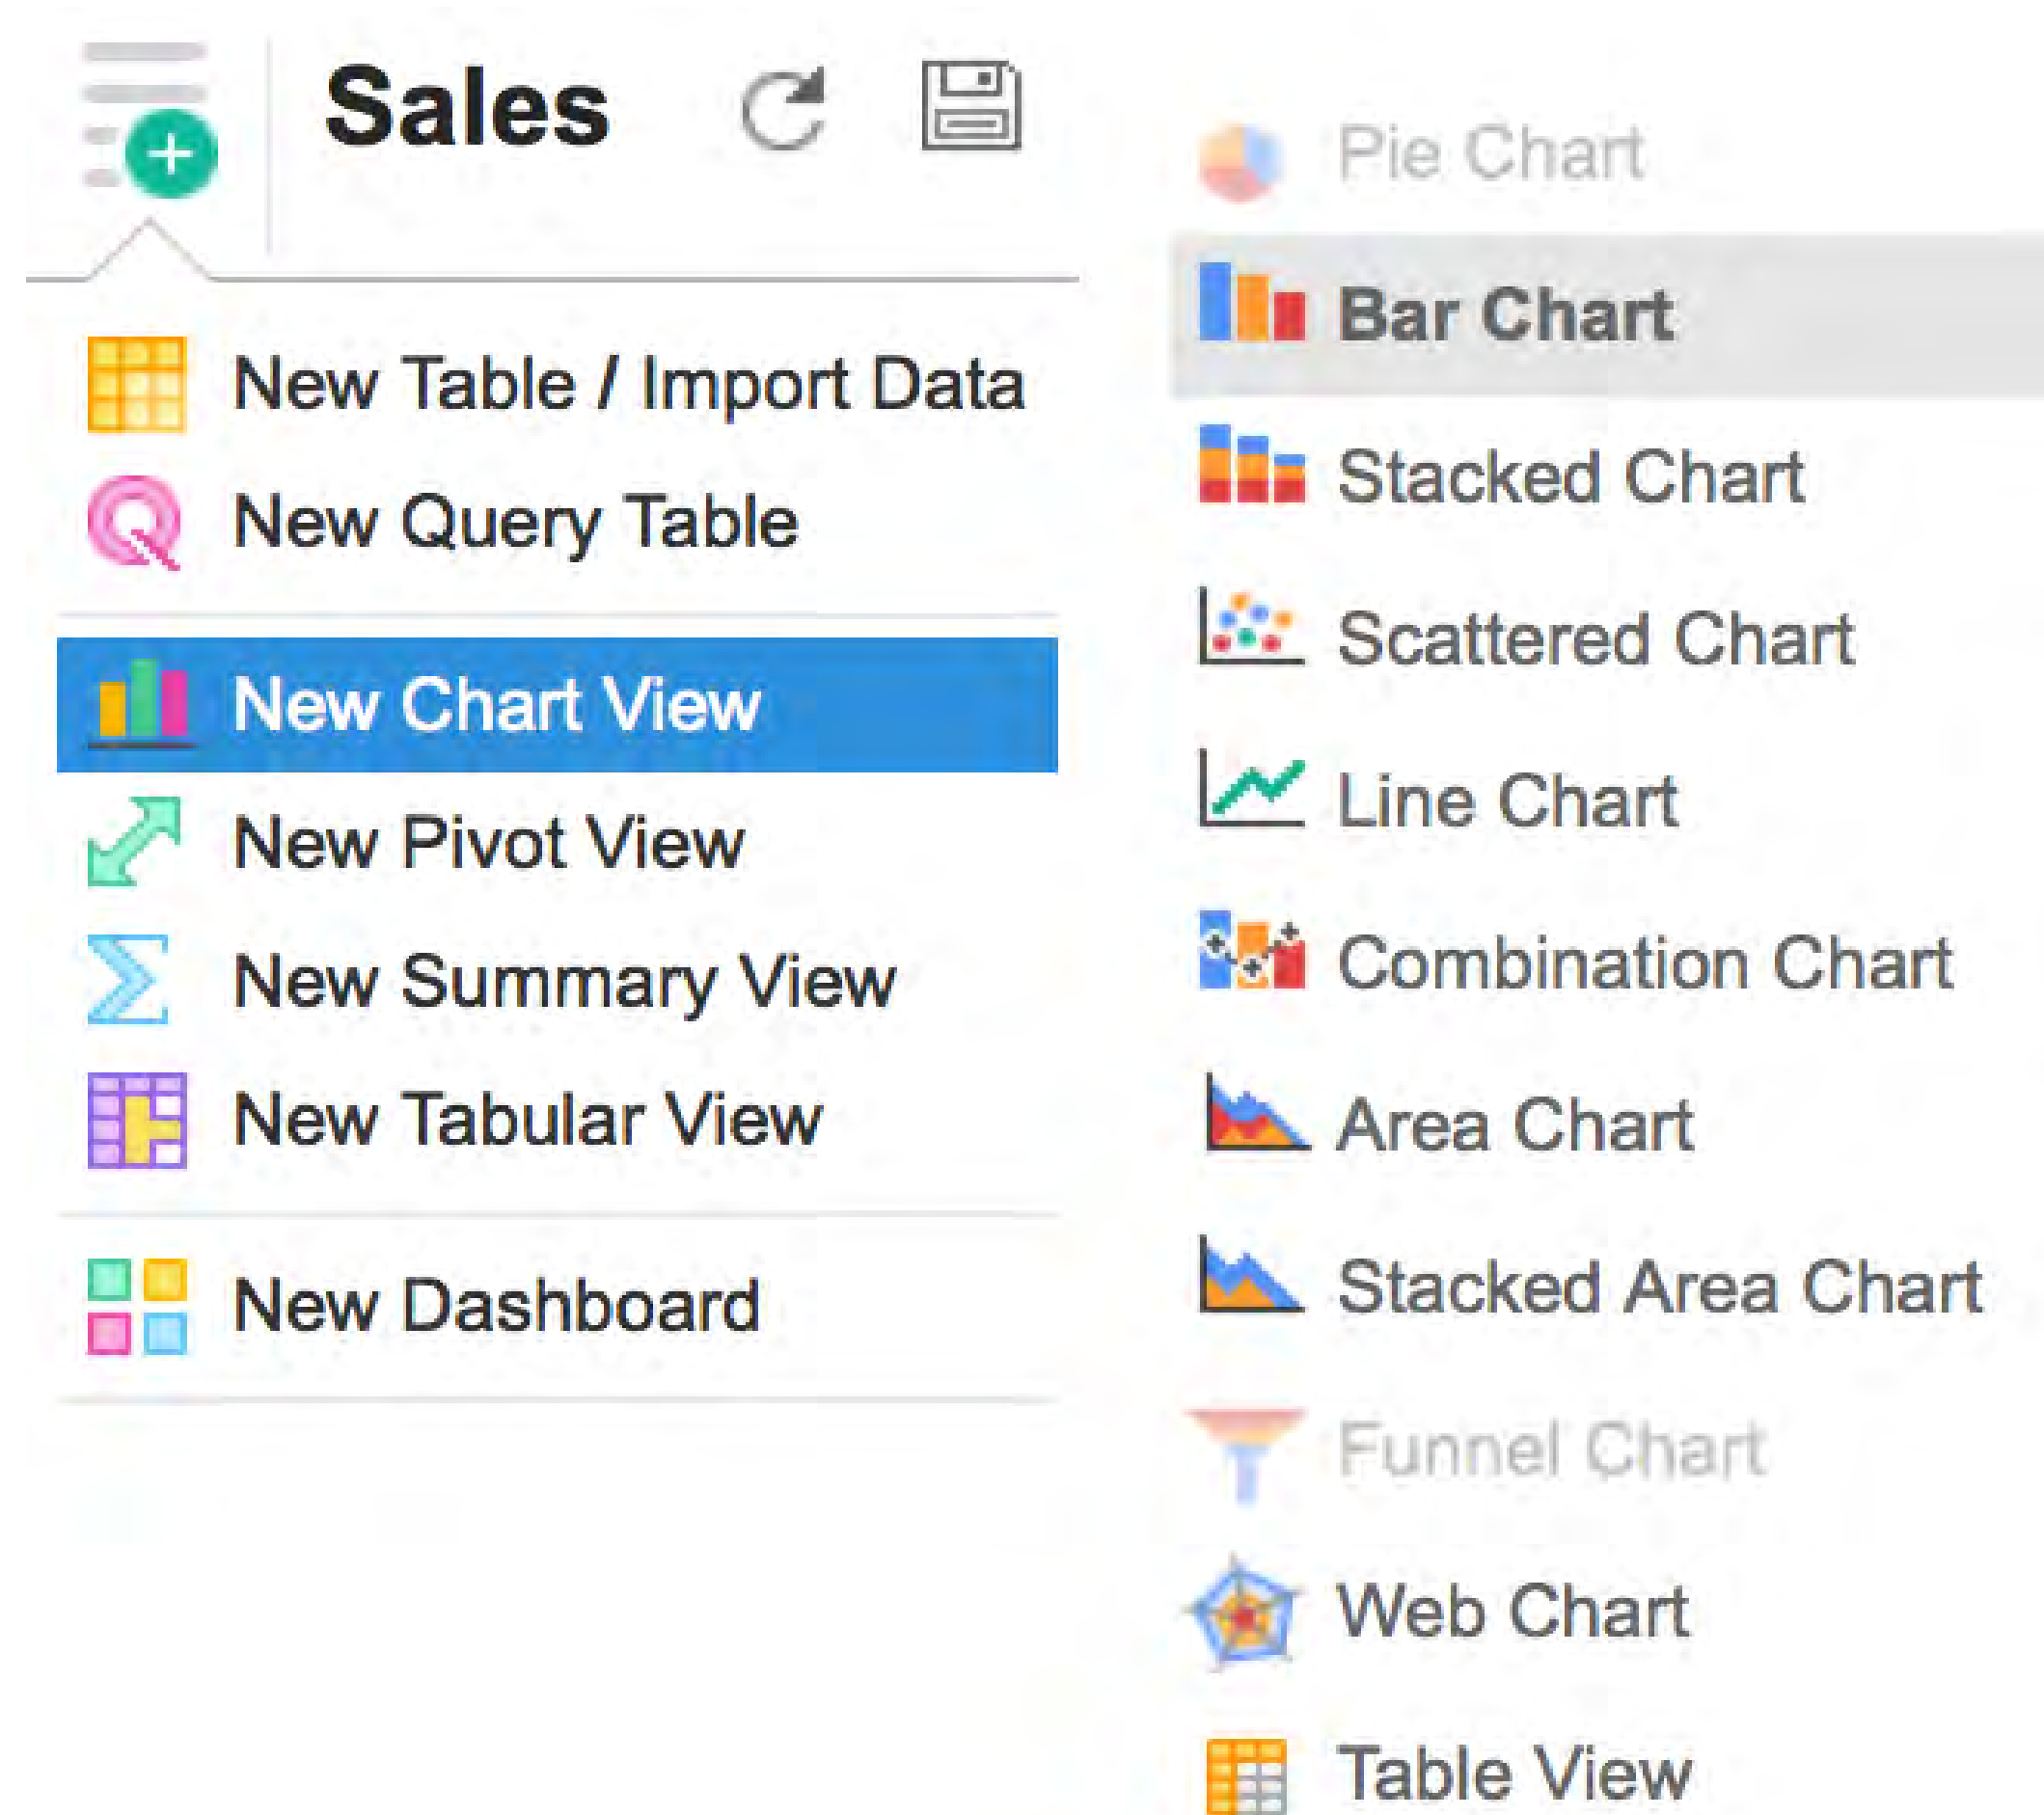 Sales
New Table / Import Data
New Query Table
New Chart View
New Pivot View
New Summary View
New Tabular View
New Dashboard
Pie Chart
Bar Chart
Stacked Chart
Scattered Chart
Line Chart
Combination Chart
Area Chart
Stacked Area Chart
Funnel Chart
Web Chart
Table View